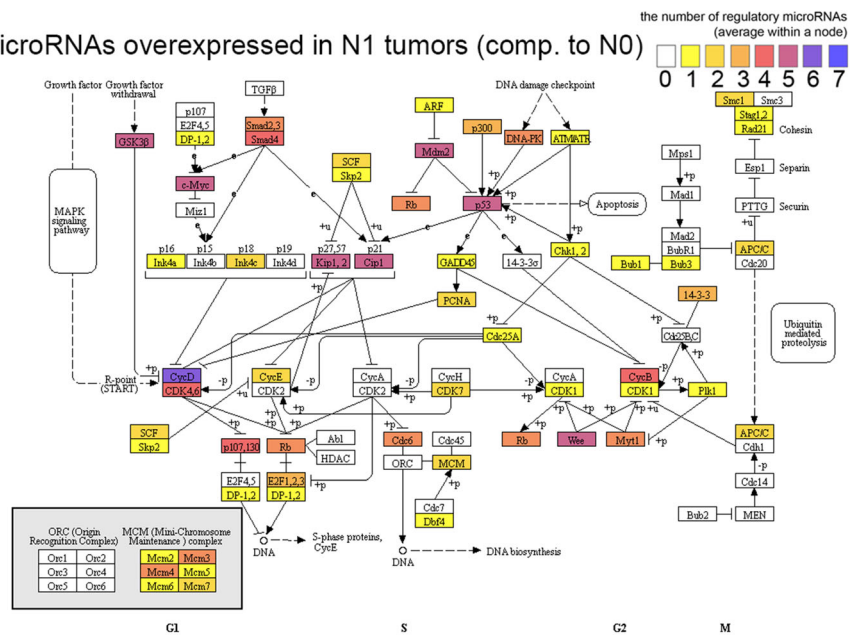 the number of regulatory microRNAs
(average within a node)
icroRNAs overexpressed in N1 tumors (comp. to N0)
0 1 2 3 4 5 6 7
Growth factor
Growth factor
withdrawal
TGFβ
DNA damage checkpoint
Smc1 Smc3
Stag1,2
Rad21
Cohesin
p107
E2F4,5
DP-1,2
Smad2,3
Smad4
ARF
p300
DNA-PK
ATM/ATR
GSK3β
Mdm2
Mps1
Esp1
Separin
SCF
Skp2
c-Myc
Rb
p53
Apoptosis
Mad1
PTTG
Securin
Miz1
MAPK
signaling
pathway
e
e
e
e
e
e
+u
+u
+p
+p
+p
+p
+p
+u
p16
Ink4a
p15
Ink4b
p18
Ink4c
p19
Ink4d
p27,57
Kip1, 2
p21
Cip1
GADD45
14-3-3σ
Chk1, 2
Mad2
BubR1
Bub1
Bub3
APC/C
Cdc20
+p
PCNA
14-3-3
Ubiquitin
mediated
proteolysis
+p
+p
Cdc25A
Cdc25B,C
R-point
(START)
+p
CycD
CDK4,6
-p
+u
CycE
CDK2
-p
CycA
CDK2
-p
CycH
CDK7
+p
-p
CycA
CDK1
CycB
CDK1
-p
+p
+p
Plk1
SCF
Skp2
+p
+p
+p
+p
+p
+p
+p
+p
+p
+u
+p
p107,130
Rb
Abl
HDAC
Cdc6
Cdc45
Rb
Wee
Myt1
APC/C
Cdh1
ORC
MCM
-p
E2F4,5
DP-1,2
E2F1,2,3
DP-1,2
+p
+p
Cdc14
Cdc7
Dbf4
Bub2
MEN
ORC (Origin
Recognition Complex)
MCM (Mini-Chromosome
Maintenance ) complex
Orc1 Orc2
Orc3 Orc4
Orc5 Orc6
Mcm2 Mcm3
Mcm4 Mcm5
Mcm6 Mcm7
DNA
S-phase proteins,
CycE
DNA
DNA biosynthesis
G1 S G2 M